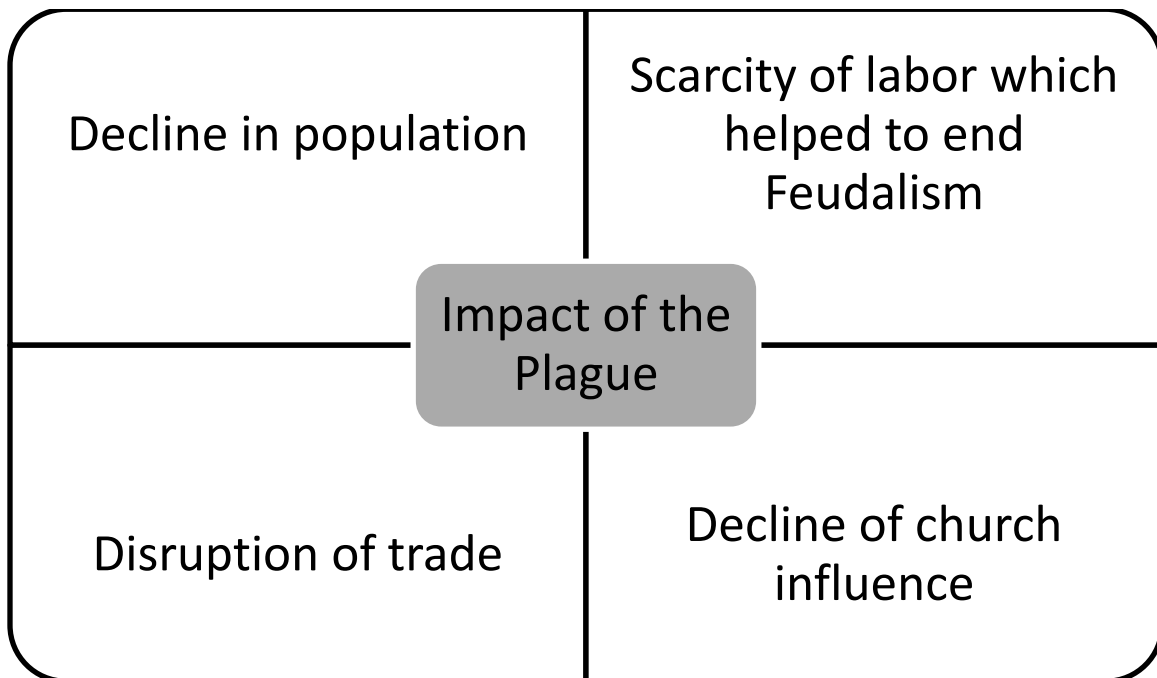 Decline in population
Scarcity of labor which
helped to end
Feudalism
Impact of the
Plague
Disruption of trade
Decline of church
influence